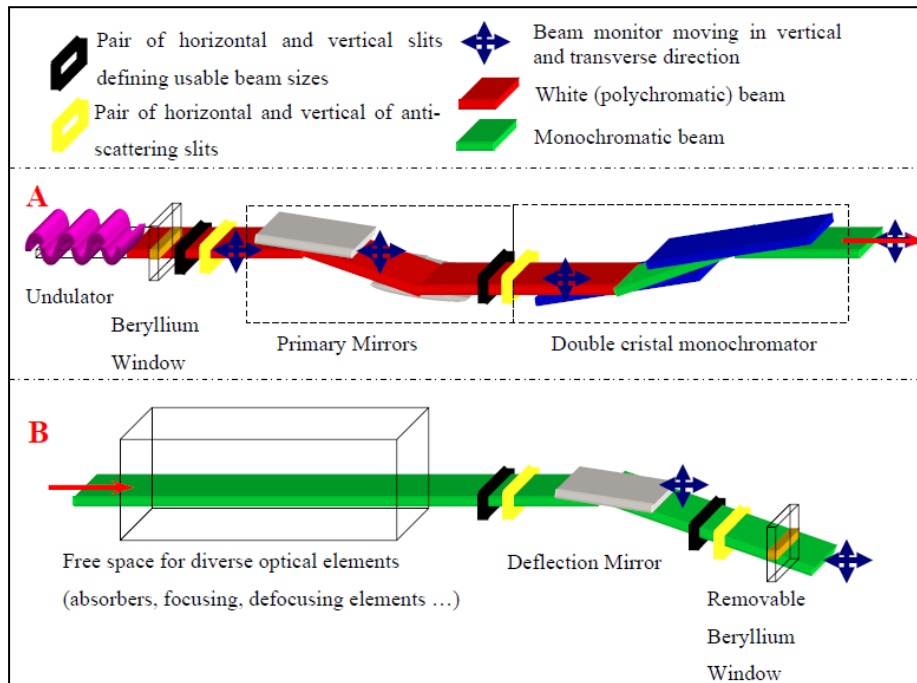 Pair of horizontal and vertical slits
defining usable beam sizes
Pair of horizontal and vertical of anti-
scattering slits
Beam monitor moving in vertical
and transverse direction
White (polychromatic) beam
Monochromatic beam
A
Undulator
Beryllium
Window
Primary Mirrors
Double cristal monochromator
B
Free space for diverse optical elements
(absorbers, focusing, defocusing elements …)
Deflection Mirror
Removable
Beryllium
Window